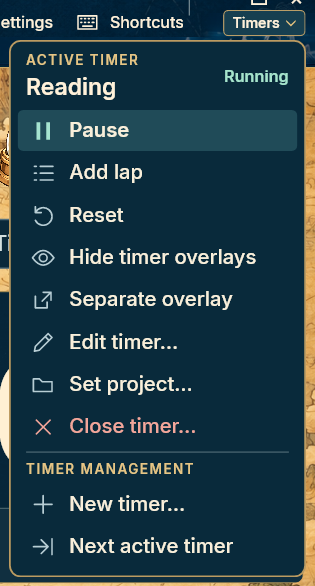 ettings Shortcuts Timers
ACTIVE TIMER
Reading Running
Pause
Add lap
Reset
Hide timer overlays
Separate overlay
Edit timer...
Set project...
Close timer...
TIMER MANAGEMENT
New timer...
Next active timer